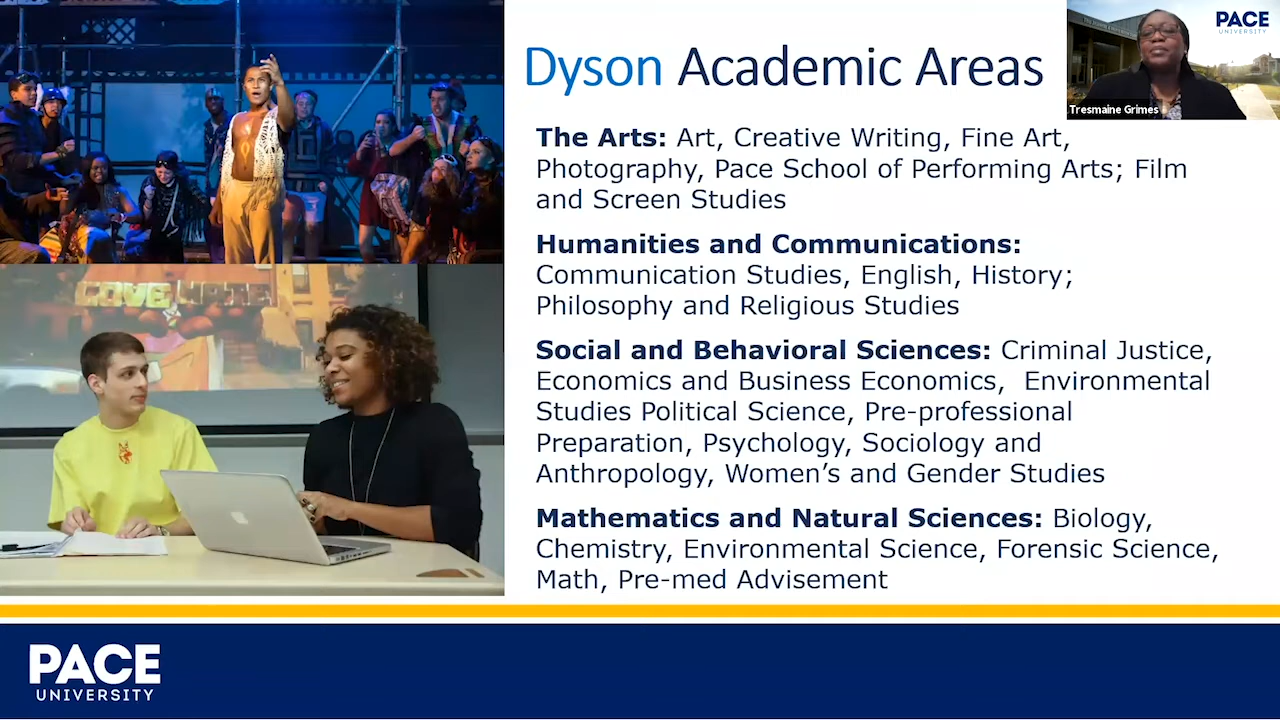 Dyson Academic Areas
PACE
UNIVERSITY
Tresmaine Grimes
The Arts: Art, Creative Writing, Fine Art,
Photography, Pace School of Performing Arts; Film
and Screen Studies
Humanities and Communications:
Communication Studies, English, History;
Philosophy and Religious Studies
Social and Behavioral Sciences: Criminal Justice,
Economics and Business Economics, Environmental
Studies Political Science, Pre-professional
Preparation, Psychology, Sociology and
Anthropology, Women’s and Gender Studies
Mathematics and Natural Sciences: Biology,
Chemistry, Environmental Science, Forensic Science,
Math, Pre-med Advisement
PACE
UNIVERSITY